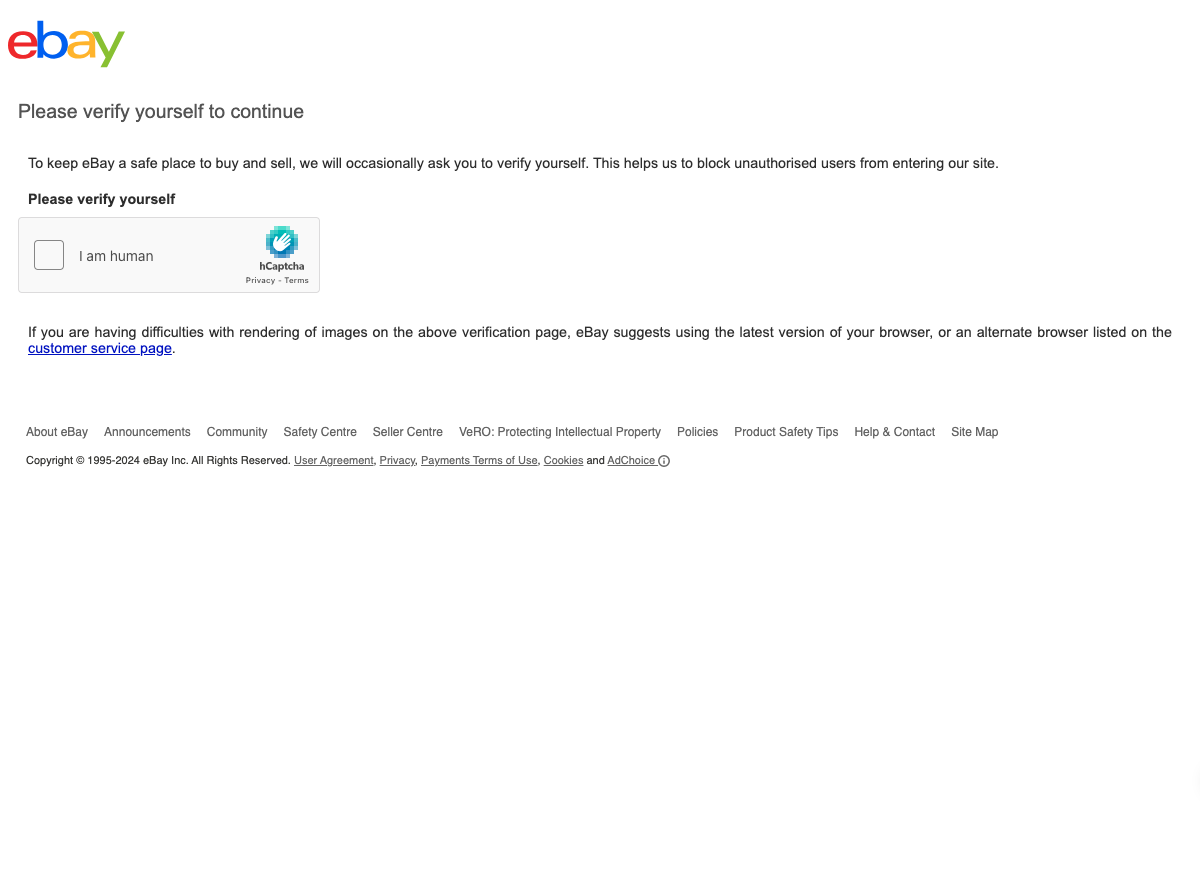 ebay
Please verify yourself to continue
To keep eBay a safe place to buy and sell, we will occasionally ask you to verify yourself. This helps us to block unauthorised users from entering our site.
Please verify yourself
I am human
hCaptcha
Privacy - Terms
If you are having difficulties with rendering of images on the above verification page, eBay suggests using the latest version of your browser, or an alternate browser listed on the
customer service page.
About eBay Announcements Community Safety Centre Seller Centre VeRO: Protecting Intellectual Property Policies Product Safety Tips Help & Contact Site Map
Copyright © 1995-2024 eBay Inc. All Rights Reserved. User Agreement, Privacy, Payments Terms of Use, Cookies and AdChoice